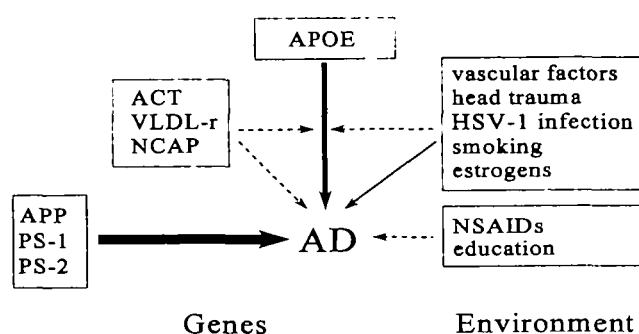 APOE
ACT
VLDL-r
NCAP
vascular factors
head trauma
HSV-1 infection
smoking
estrogens
APP
PS-1
PS-2
AD
NSAIDs
education
Genes
Environment